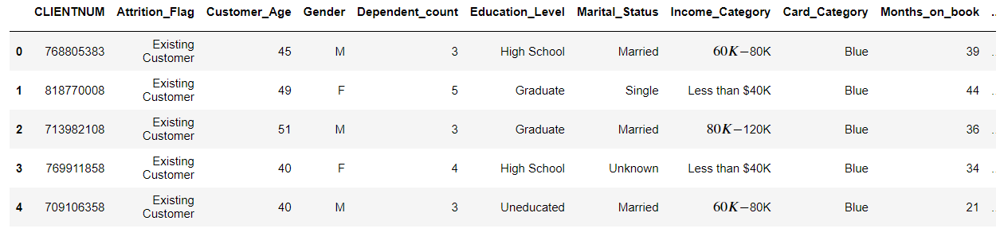 CLIENTNUM Attrition_Flag Customer_Age Gender Dependent_count Education_Level Marital_Status Income_Category Card_Category Months_on_book ..
0 768805383 Existing Customer 45 M 3 High School Married 60K−80K Blue 39 ..
1 818770008 Existing Customer 49 F 5 Graduate Single Less than $40K Blue 44 ..
2 713982108 Existing Customer 51 M 3 Graduate Married 80K−120K Blue 36 ..
3 769911858 Existing Customer 40 F 4 High School Unknown Less than $40K Blue 34 ..
4 709106358 Existing Customer 40 M 3 Uneducated Married 60K−80K Blue 21 ..